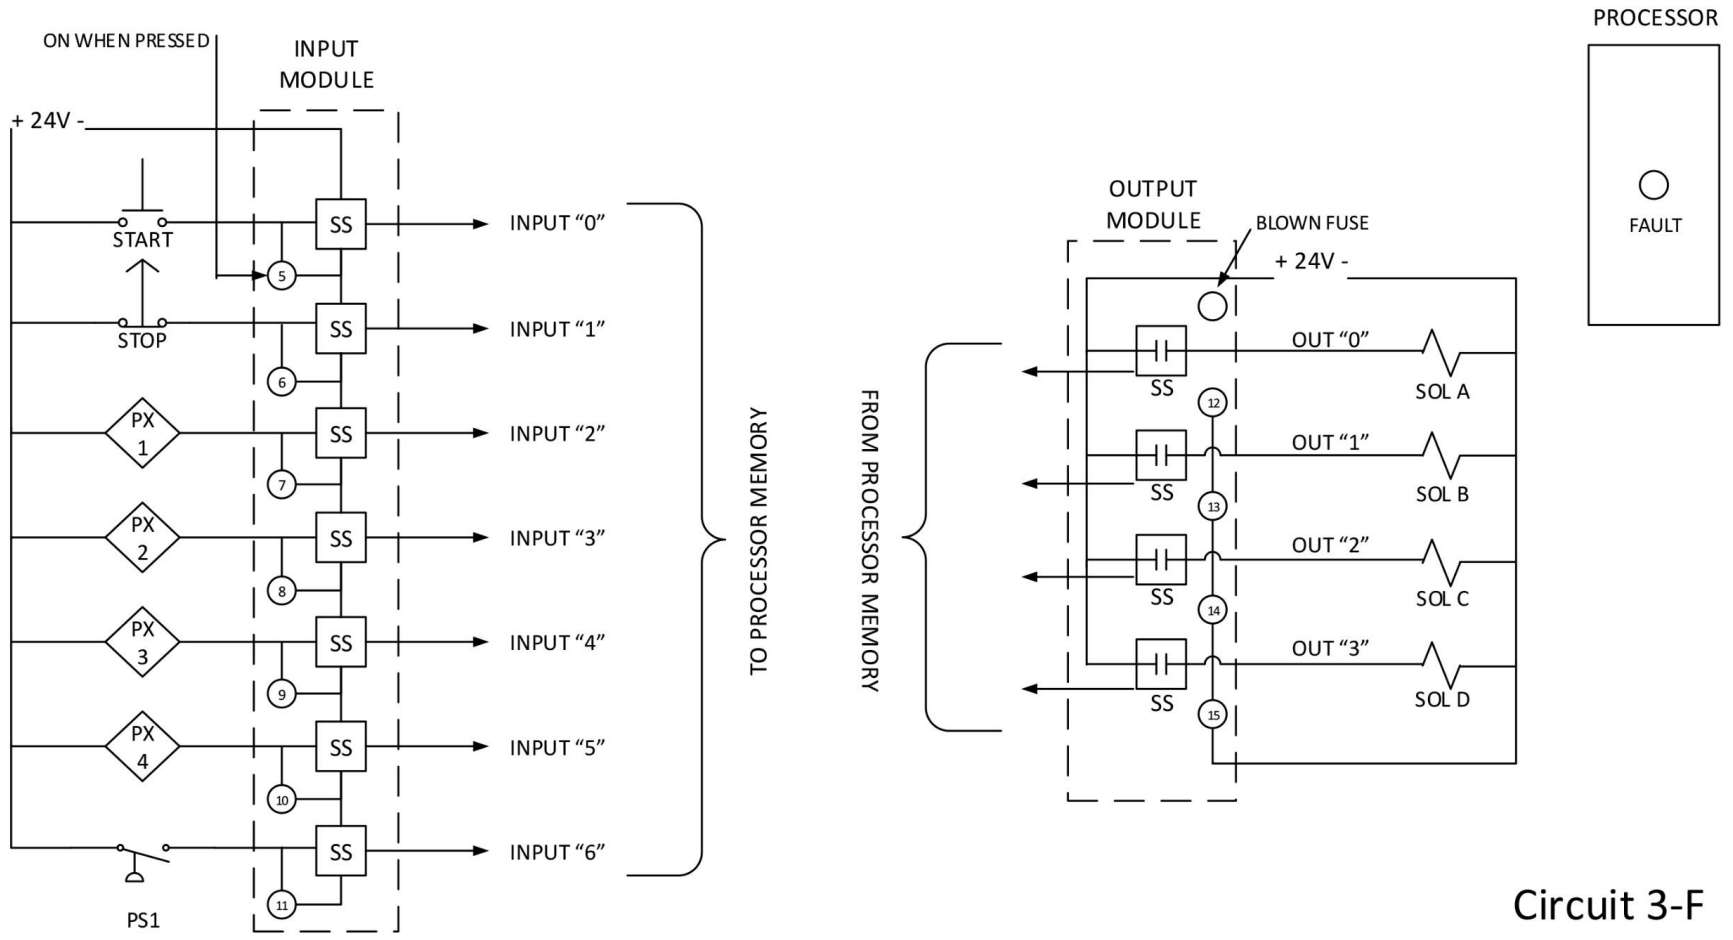 PROCESSOR
FAULT
ON WHEN PRESSED
INPUT
MODULE
+ 24V -
START
5
SS
INPUT “0”
STOP
6
SS
INPUT “1”
PX
1
7
SS
INPUT “2”
PX
2
8
SS
INPUT “3”
PX
3
9
SS
INPUT “4”
PX
4
10
SS
INPUT “5”
PS1
11
SS
INPUT “6”
TO PROCESSOR MEMORY
FROM PROCESSOR MEMORY
OUTPUT
MODULE
BLOWN FUSE
+ 24V -
SS
OUT “0”
SOL A
12
SS
OUT “1”
SOL B
13
SS
OUT “2”
SOL C
14
SS
OUT “3”
SOL D
15
Circuit 3-F